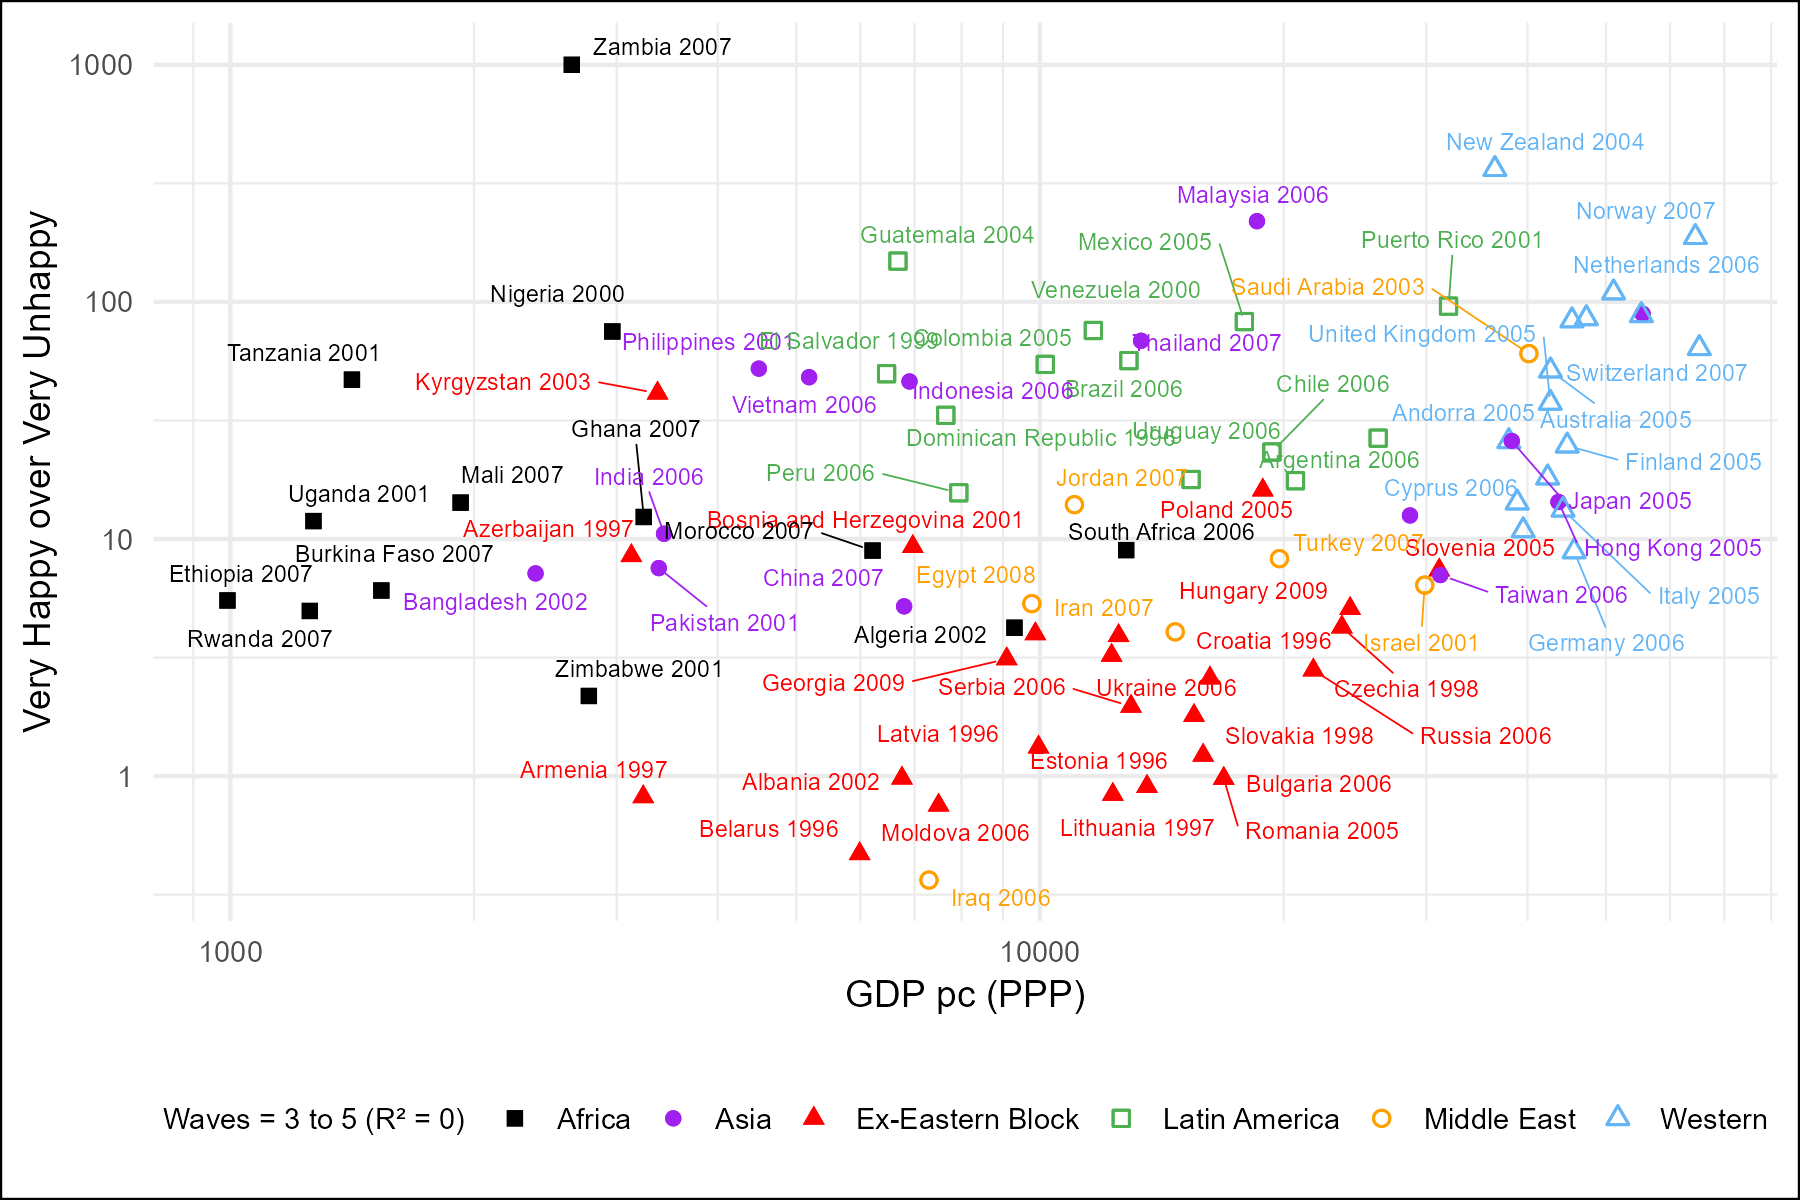 Zambia 2007
1000
New Zealand 2004
Malaysia 2006
Norway 2007
Guatemala 2004
Mexico 2005
Puerto Rico 2001
Netherlands 2006
Saudi Arabia 2003
Venezuela 2000
Nigeria 2000
100
United Kingdom 2005
Colombia 2005
Philippines 2001
El Salvador 1999
Thailand 2007
Tanzania 2001
Switzerland 2007
Kyrgyzstan 2003
Chile 2006
Indonesia 2006
Brazil 2006
Vietnam 2006
Andorra 2005
Australia 2005
Ghana 2007
Uruguay 2006
Dominican Republic 1996
Argentina 2006
Finland 2005
Peru 2006
Mali 2007
India 2006
Jordan 2007
Cyprus 2006
Uganda 2001
Japan 2005
Poland 2005
Bosnia and Herzegovina 2001
Azerbaijan 1997
Morocco 2007
South Africa 2006
10
Turkey 2007
Slovenia 2005
Hong Kong 2005
Burkina Faso 2007
Ethiopia 2007
China 2007
Egypt 2008
Hungary 2009
Taiwan 2006
Italy 2005
Bangladesh 2002
Iran 2007
Pakistan 2001
Rwanda 2007
Algeria 2002
Croatia 1996
Israel 2001
Germany 2006
Zimbabwe 2001
Georgia 2009
Serbia 2006
Ukraine 2006
Czechia 1998
Latvia 1996
Slovakia 1998
Russia 2006
Estonia 1996
Armenia 1997
1
Albania 2002
Bulgaria 2006
Belarus 1996
Moldova 2006
Lithuania 1997
Romania 2005
Iraq 2006
Very Happy over Very Unhappy
1000
10000
GDP pc (PPP)
Waves = 3 to 5 (R² = 0)
Africa
Asia
Ex-Eastern Block
Latin America
Middle East
Western